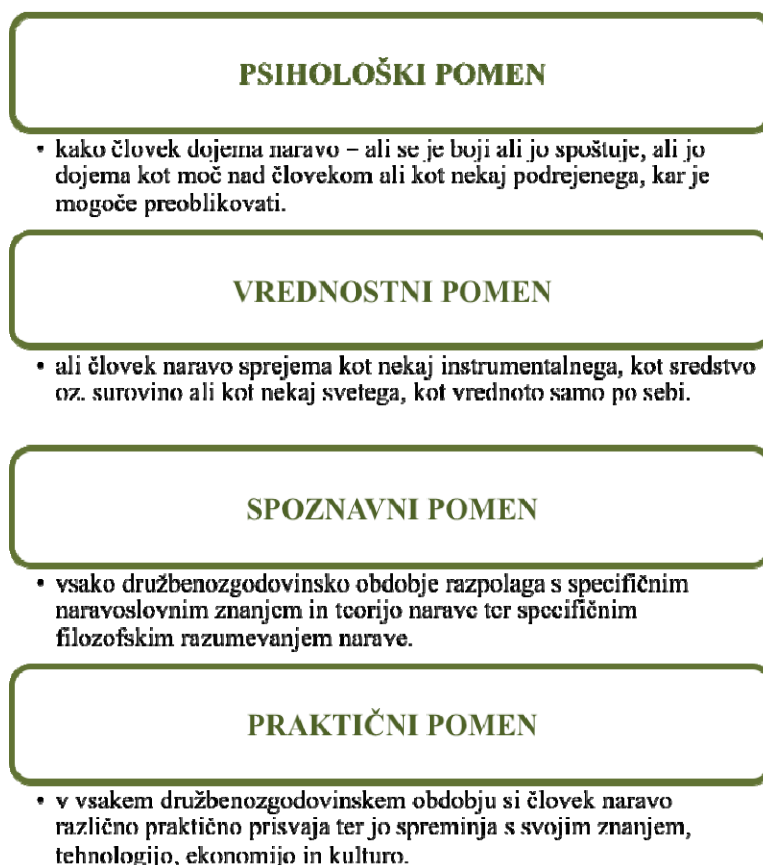 PSIHOLOŠKI POMEN
• kako človek dojema naravo – ali se je boji ali jo spoštuje, ali jo
dojema kot moč nad človekom ali kot nekaj podrejenega, kar je
mogoče preoblikovati.
VREDNOSTNI POMEN
• ali človek naravo sprejema kot nekaj instrumentalnega, kot sredstvo
oz. surovino ali kot nekaj svetega, kot vrednoto samo po sebi.
SPOZNAVNI POMEN
• vsako družbenozgodovinsko obdobje razpolaga s specifičnim
naravoslovnim znanjem in teorijo narave ter specifičnim
filozofskim razumevanjem narave.
PRAKTIČNI POMEN
• v vsakem družbenozgodovinskem obdobju si človek naravo
različno praktično prisvaja ter jo spreminja s svojim znanjem,
tehnologijo, ekonomijo in kulturo.